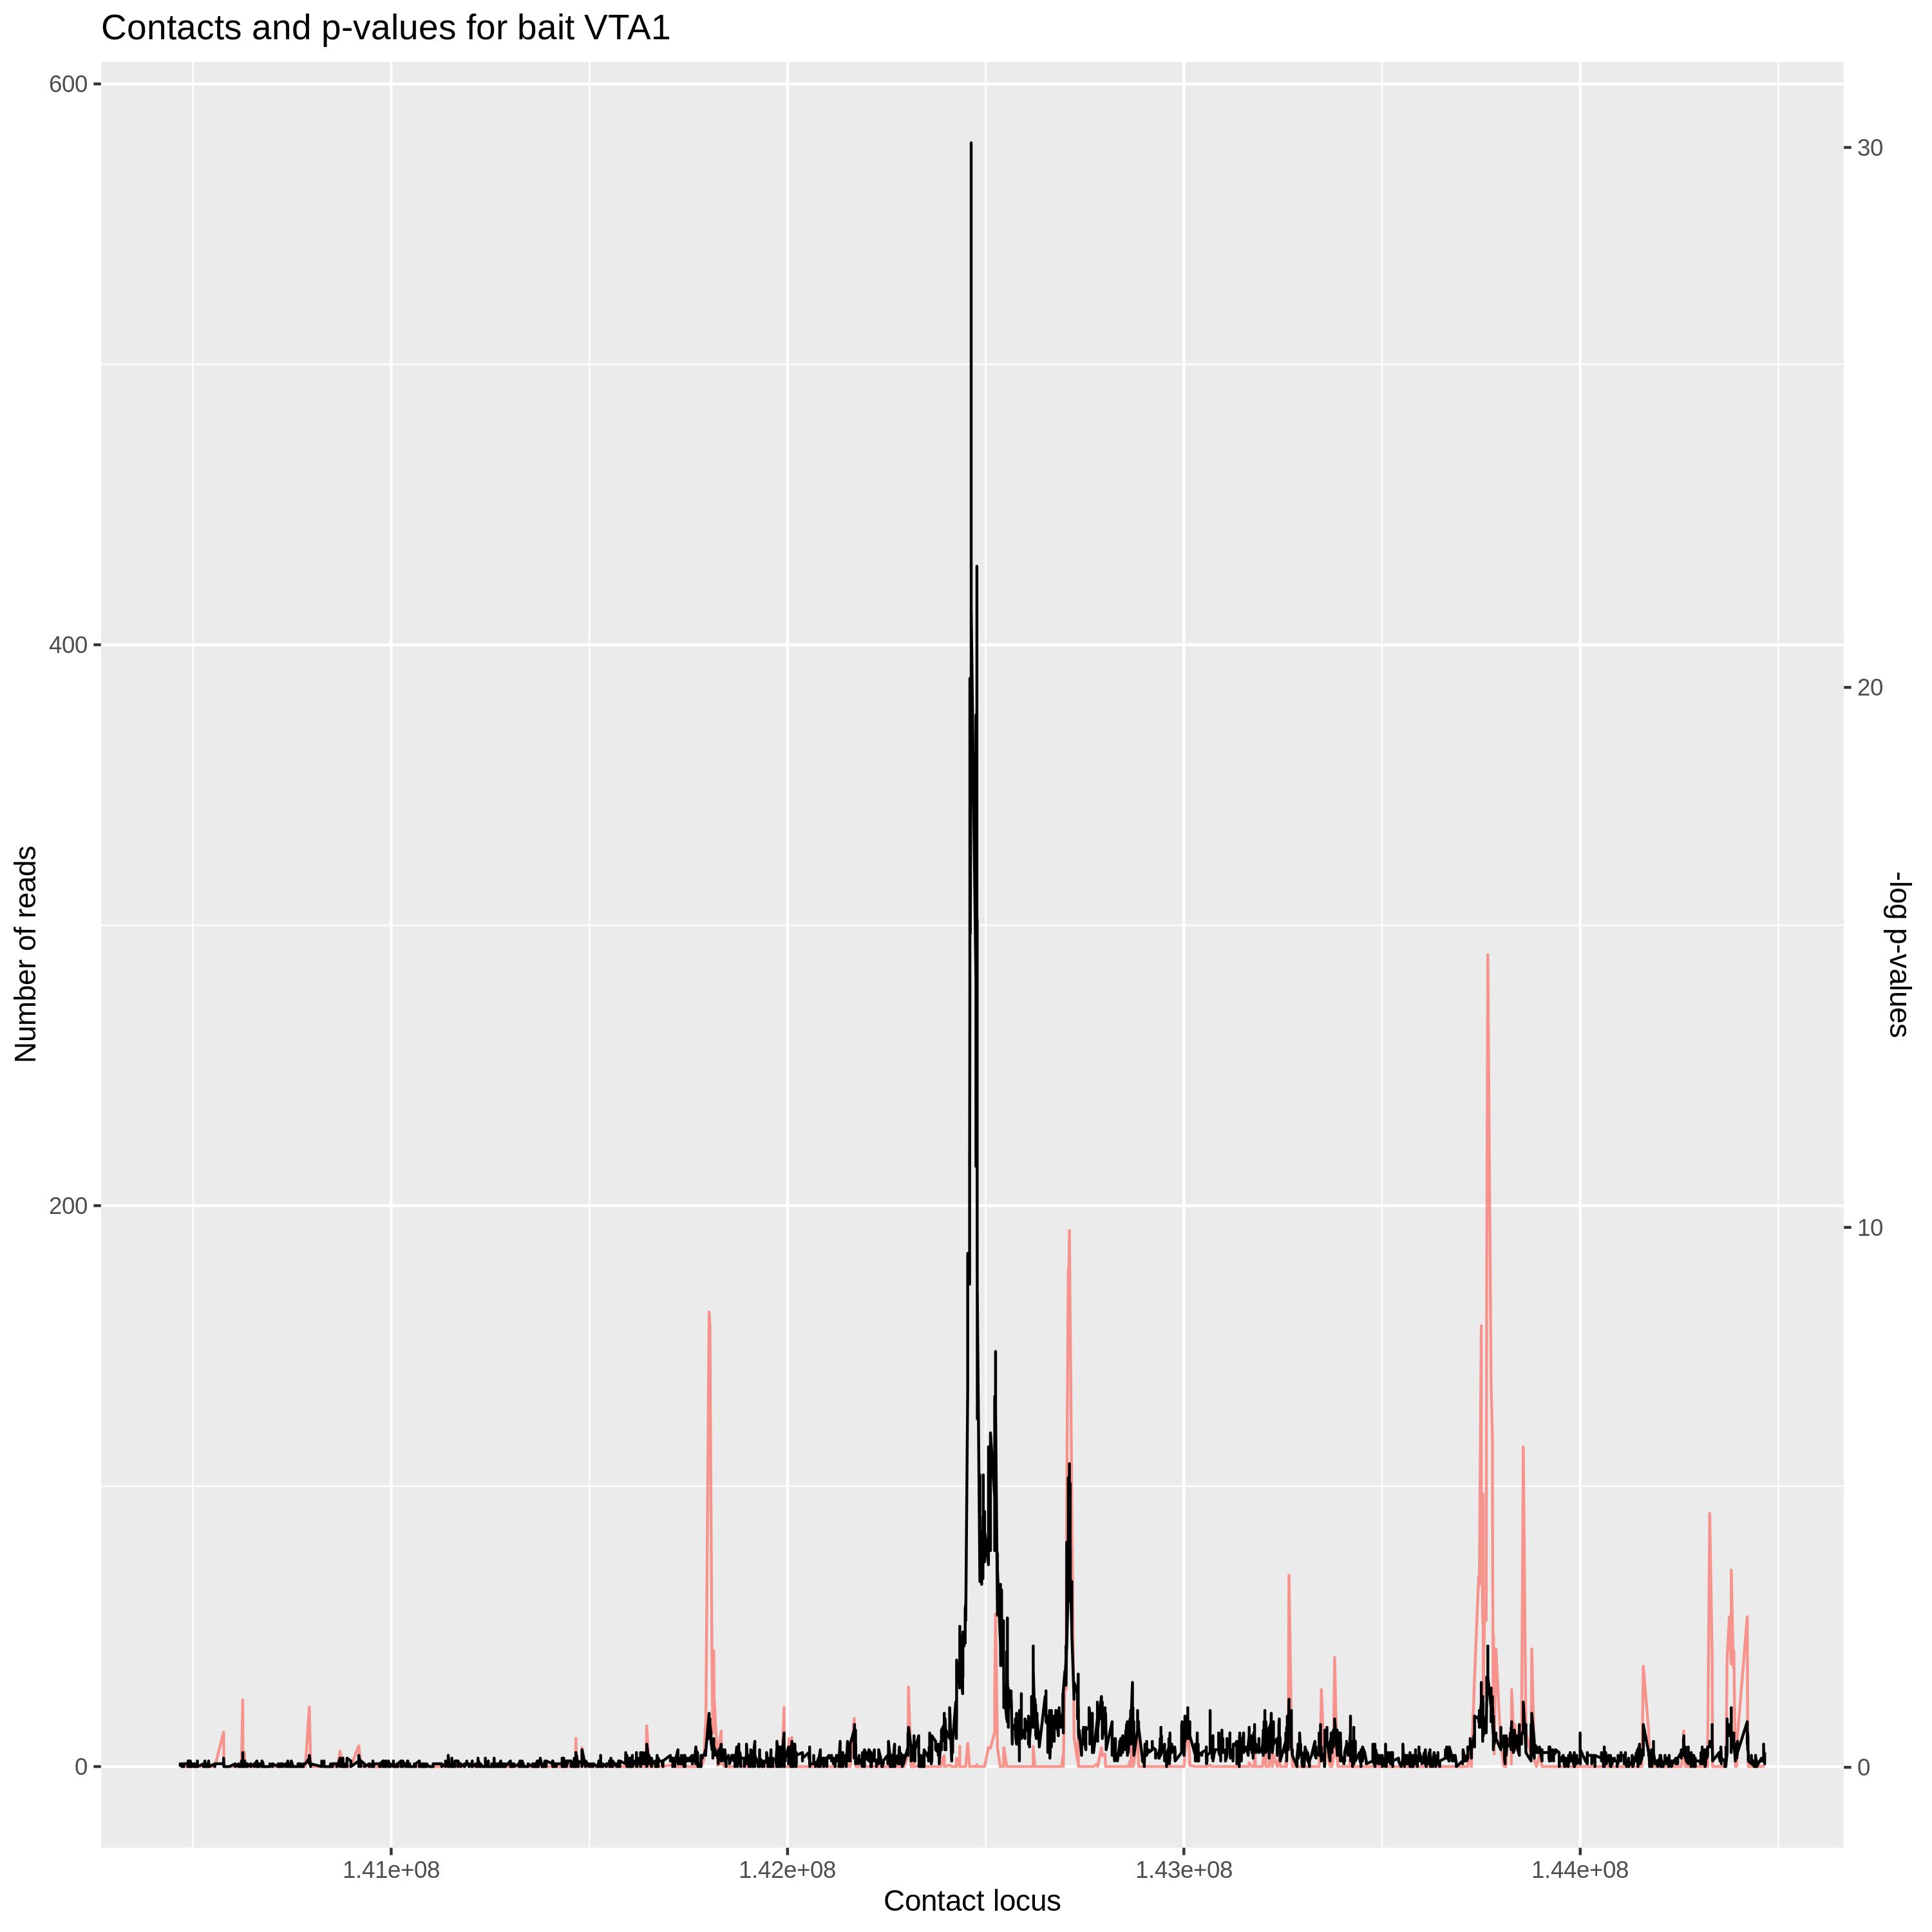 Contacts and p-values for bait VTA1
600
400
200
0
Number of reads
30
20
10
0
-log p-values
1.41e+08
1.42e+08
1.43e+08
1.44e+08
Contact locus